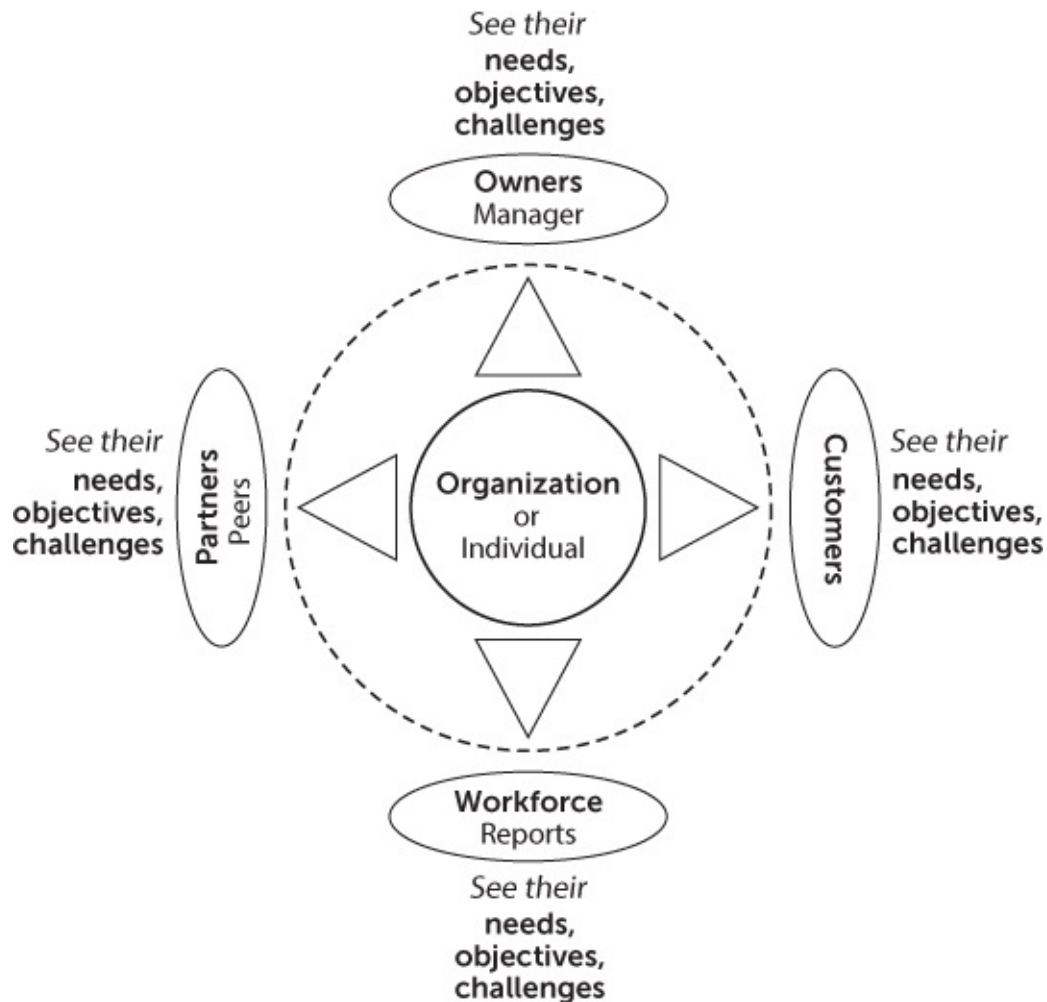 See their
needs,
objectives,
challenges
Owners
Manager
See their
needs,
objectives,
challenges
Partners
Peers
Organization
or
Individual
Customers
See their
needs,
objectives,
challenges
Workforce
Reports
See their
needs,
objectives,
challenges